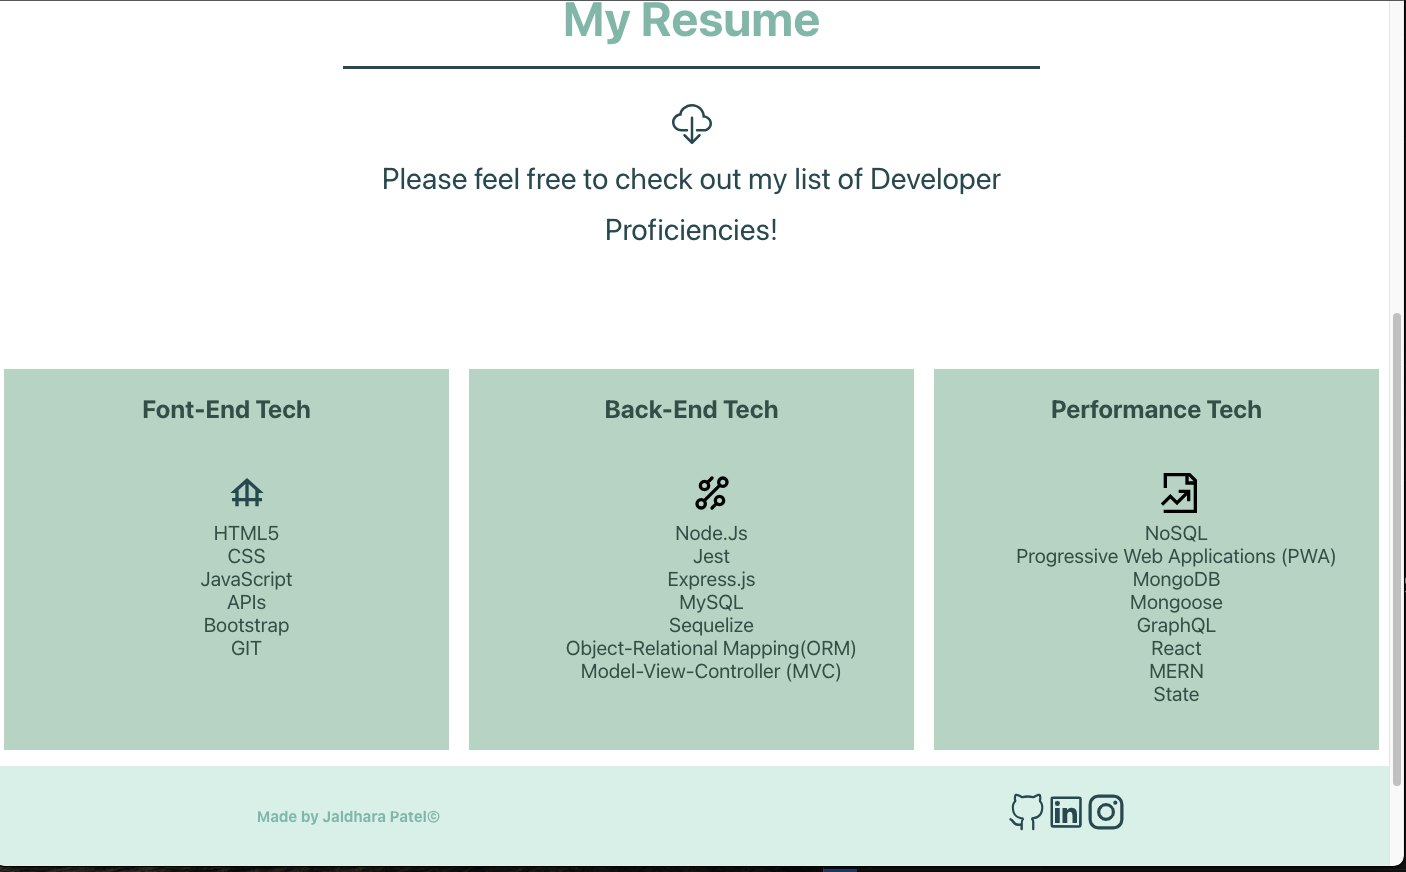 My Resume
Please feel free to check out my list of Developer
Proficiencies!
Font-End Tech
HTML5
CSS
JavaScript
APIs
Bootstrap
GIT
Back-End Tech
Node.Js
Jest
Express.js
MySQL
Sequelize
Object-Relational Mapping(ORM)
Model-View-Controller (MVC)
Performance Tech
NoSQL
Progressive Web Applications (PWA)
MongoDB
Mongoose
GraphQL
React
MERN
State
Made by Jaldhara Patel©
in